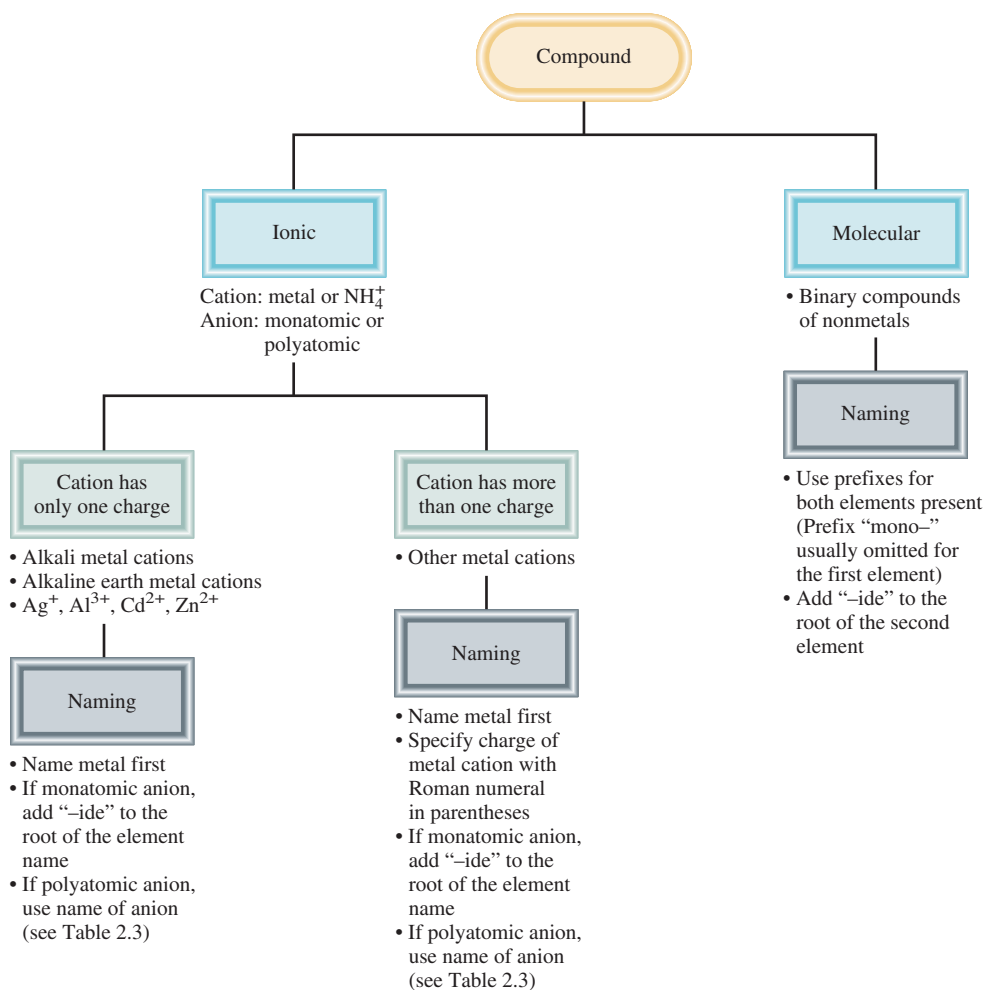 Compound
Ionic
Cation: metal or NH₄⁺
Anion: monatomic or
polyatomic
Cation has
only one charge
• Alkali metal cations
• Alkaline earth metal cations
• Ag⁺, Al³⁺, Cd²⁺, Zn²⁺
Naming
• Name metal first
• If monatomic anion,
add “–ide” to the
root of the element
name
• If polyatomic anion,
use name of anion
(see Table 2.3)
Cation has more
than one charge
• Other metal cations
Naming
• Name metal first
• Specify charge of
metal cation with
Roman numeral
in parentheses
• If monatomic anion,
add “–ide” to the
root of the element
name
• If polyatomic anion,
use name of anion
(see Table 2.3)
Molecular
• Binary compounds
of nonmetals
Naming
• Use prefixes for
both elements present
(Prefix “mono–”
usually omitted for
the first element)
• Add “–ide” to the
root of the second
element